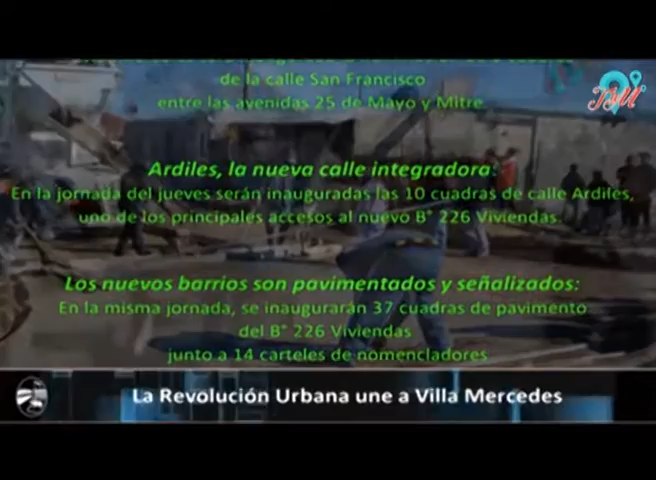 de la calle San Francisco
entre las avenidas 25 de Mayo y Mitre.
Ardiles, la nueva calle integradora:
En la jornada del jueves serán inauguradas las 10 cuadras de calle Ardiles,
uno de los principales accesos al nuevo B° 226 Viviendas.
Los nuevos barrios son pavimentados y señalizados:
En la misma jornada, se inaugurarán 37 cuadras de pavimento
del B° 226 Viviendas
junto a 14 carteles de nomencladores
La Revolución Urbana une a Villa Mercedes